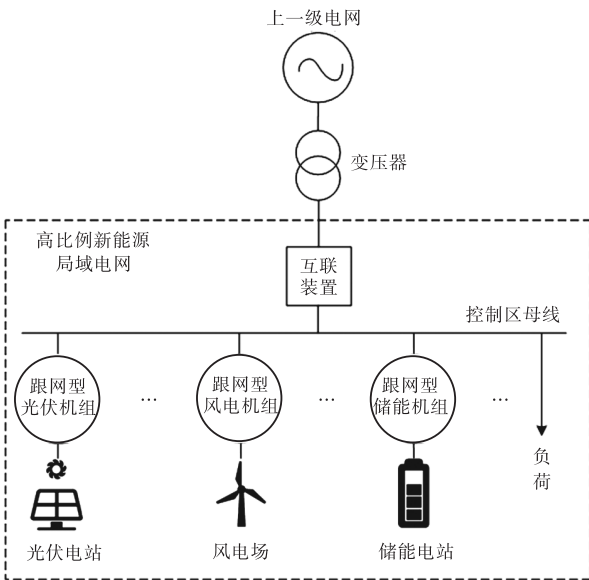 上一级电网
变压器
高比例新能源
局域电网
互联
装置
控制区母线
跟网型
光伏机组
…
跟网型
风电机组
…
跟网型
储能机组
…
负
荷
光伏电站
风电场
储能电站